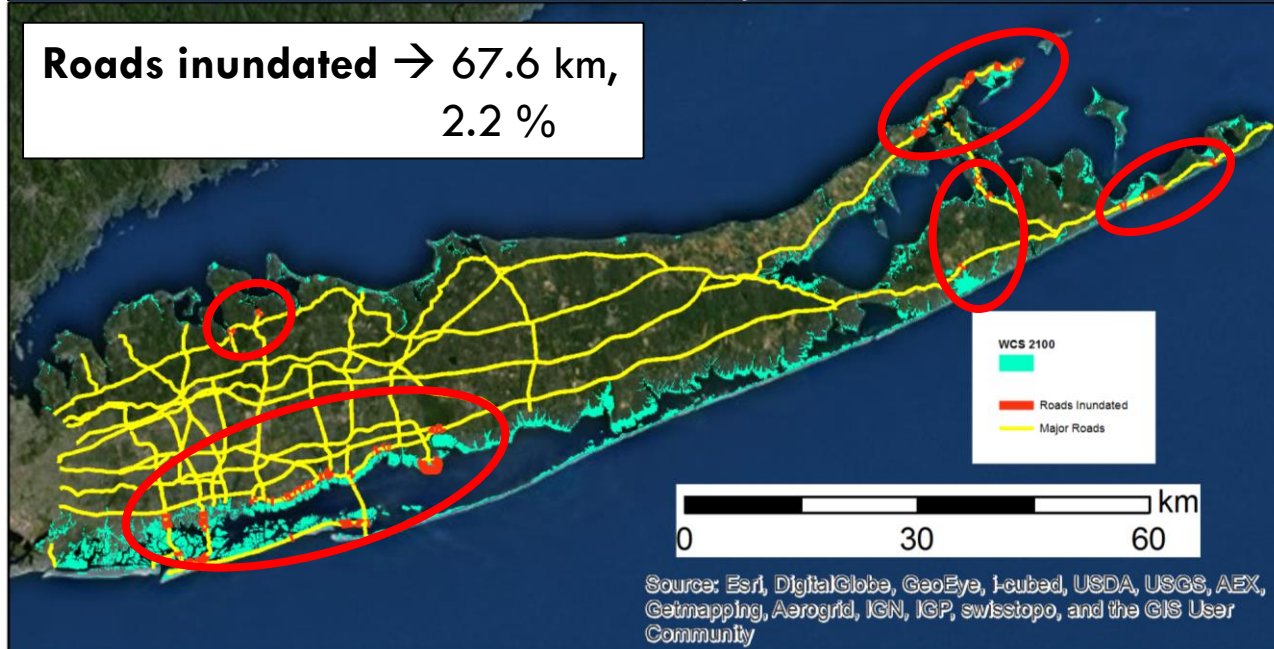 Roads inundated → 67.6 km,
2.2 %
WCS 2100
Roads Inundated
Major Roads
km
0 30 60
Source: Esri, DigitalGlobe, GeoEye, i-cubed, USDA, USGS, AEX,
Getmapping, Aerogrid, IGN, IGP, swisstopo, and the GIS User
Community